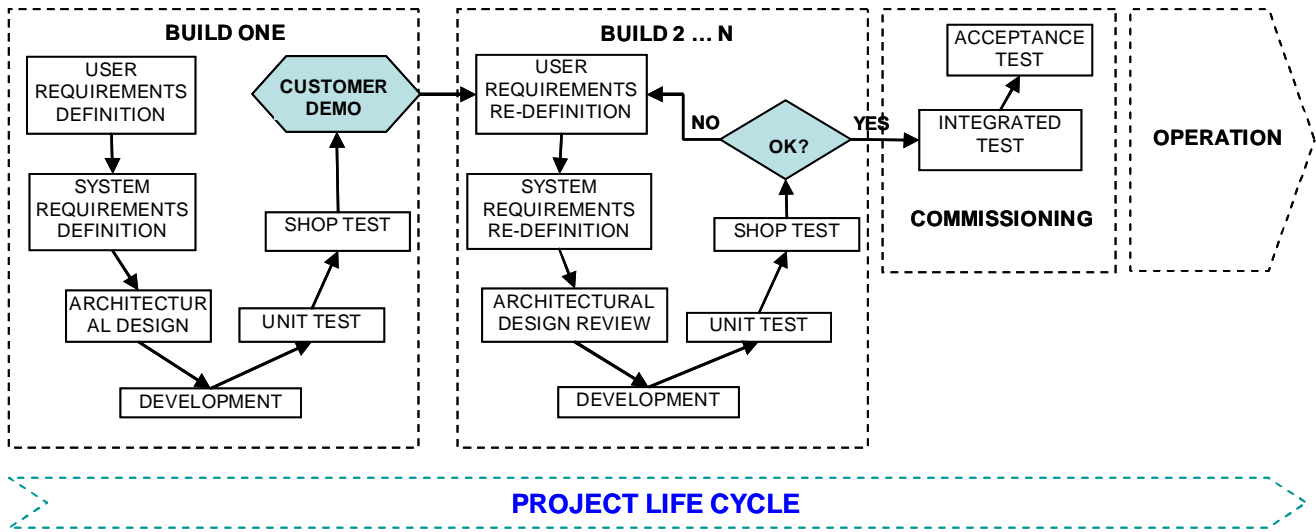 BUILD ONE
USER
REQUIREMENTS
DEFINITION
SYSTEM
REQUIREMENTS
DEFINITION
ARCHITECTUR
AL DESIGN
DEVELOPMENT
UNIT TEST
SHOP TEST
CUSTOMER
DEMO
BUILD 2 ... N
USER
REQUIREMENTS
RE-DEFINITION
SYSTEM
REQUIREMENTS
RE-DEFINITION
ARCHITECTURAL
DESIGN REVIEW
DEVELOPMENT
UNIT TEST
SHOP TEST
OK?
NO
YES
INTEGRATED
TEST
ACCEPTANCE
TEST
COMMISSIONING
OPERATION
PROJECT LIFE CYCLE